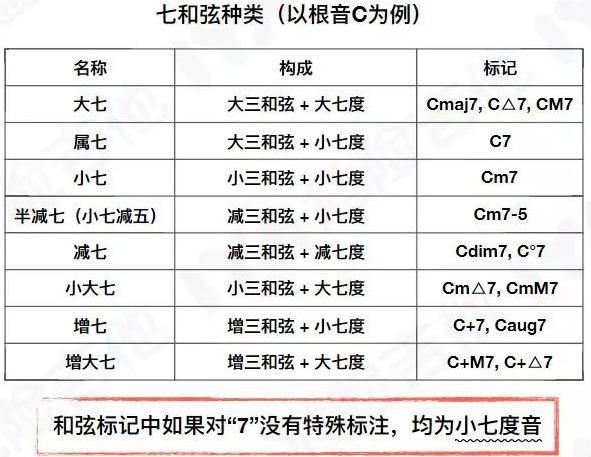 七和弦种类（以根音C为例）
名称 构成 标记
大七 大三和弦 + 大七度 Cmaj7, C△7, CM7
属七 大三和弦 + 小七度 C7
小七 小三和弦 + 小七度 Cm7
半减七（小七减五） 减三和弦 + 小七度 Cm7-5
减七 减三和弦 + 减七度 Cdim7, C°7
小大七 小三和弦 + 大七度 Cm△7, CmM7
增七 增三和弦 + 小七度 C+7, Caug7
增大七 增三和弦 + 大七度 C+M7, C+△7
和弦标记中如果对“7”没有特殊标注，均为小七度音